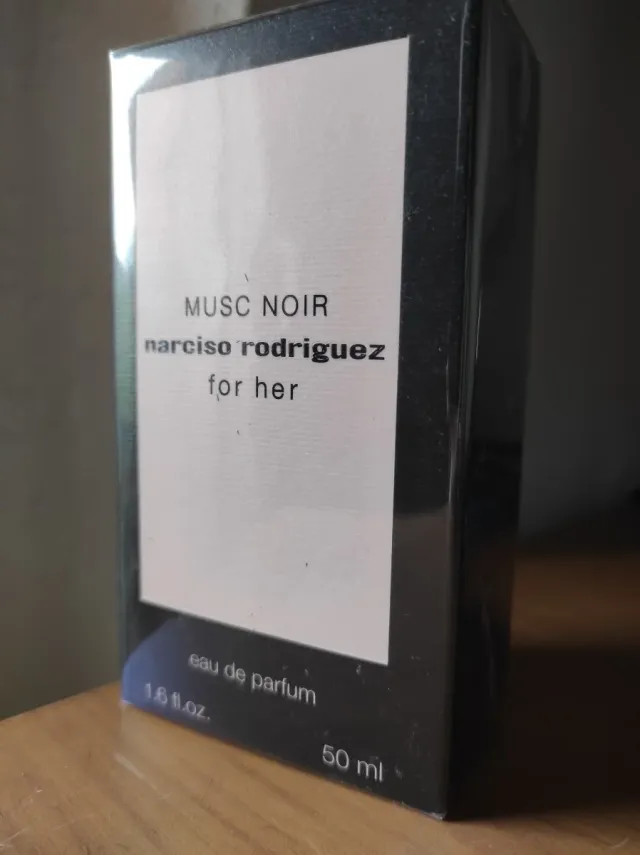 MUSC NOIR
narciso rodriguez
for her
eau de parfum
1.6 fl.oz.
50 ml